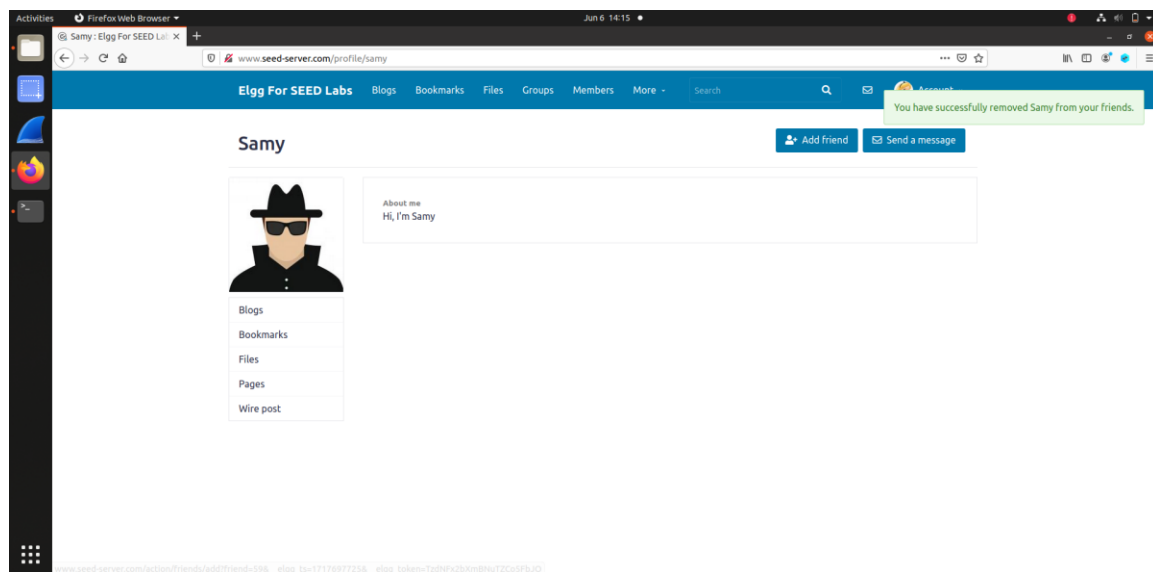 Activities Firefox Web Browser Jun 6 14:15
Samy : Elgg For SEED Lab
www.seed-server.com/profile/samy
Elgg For SEED Labs Blogs Bookmarks Files Groups Members More Search
You have successfully removed Samy from your friends.
Samy Add friend Send a message
About me
Hi, I'm Samy
Blogs
Bookmarks
Files
Pages
Wire post